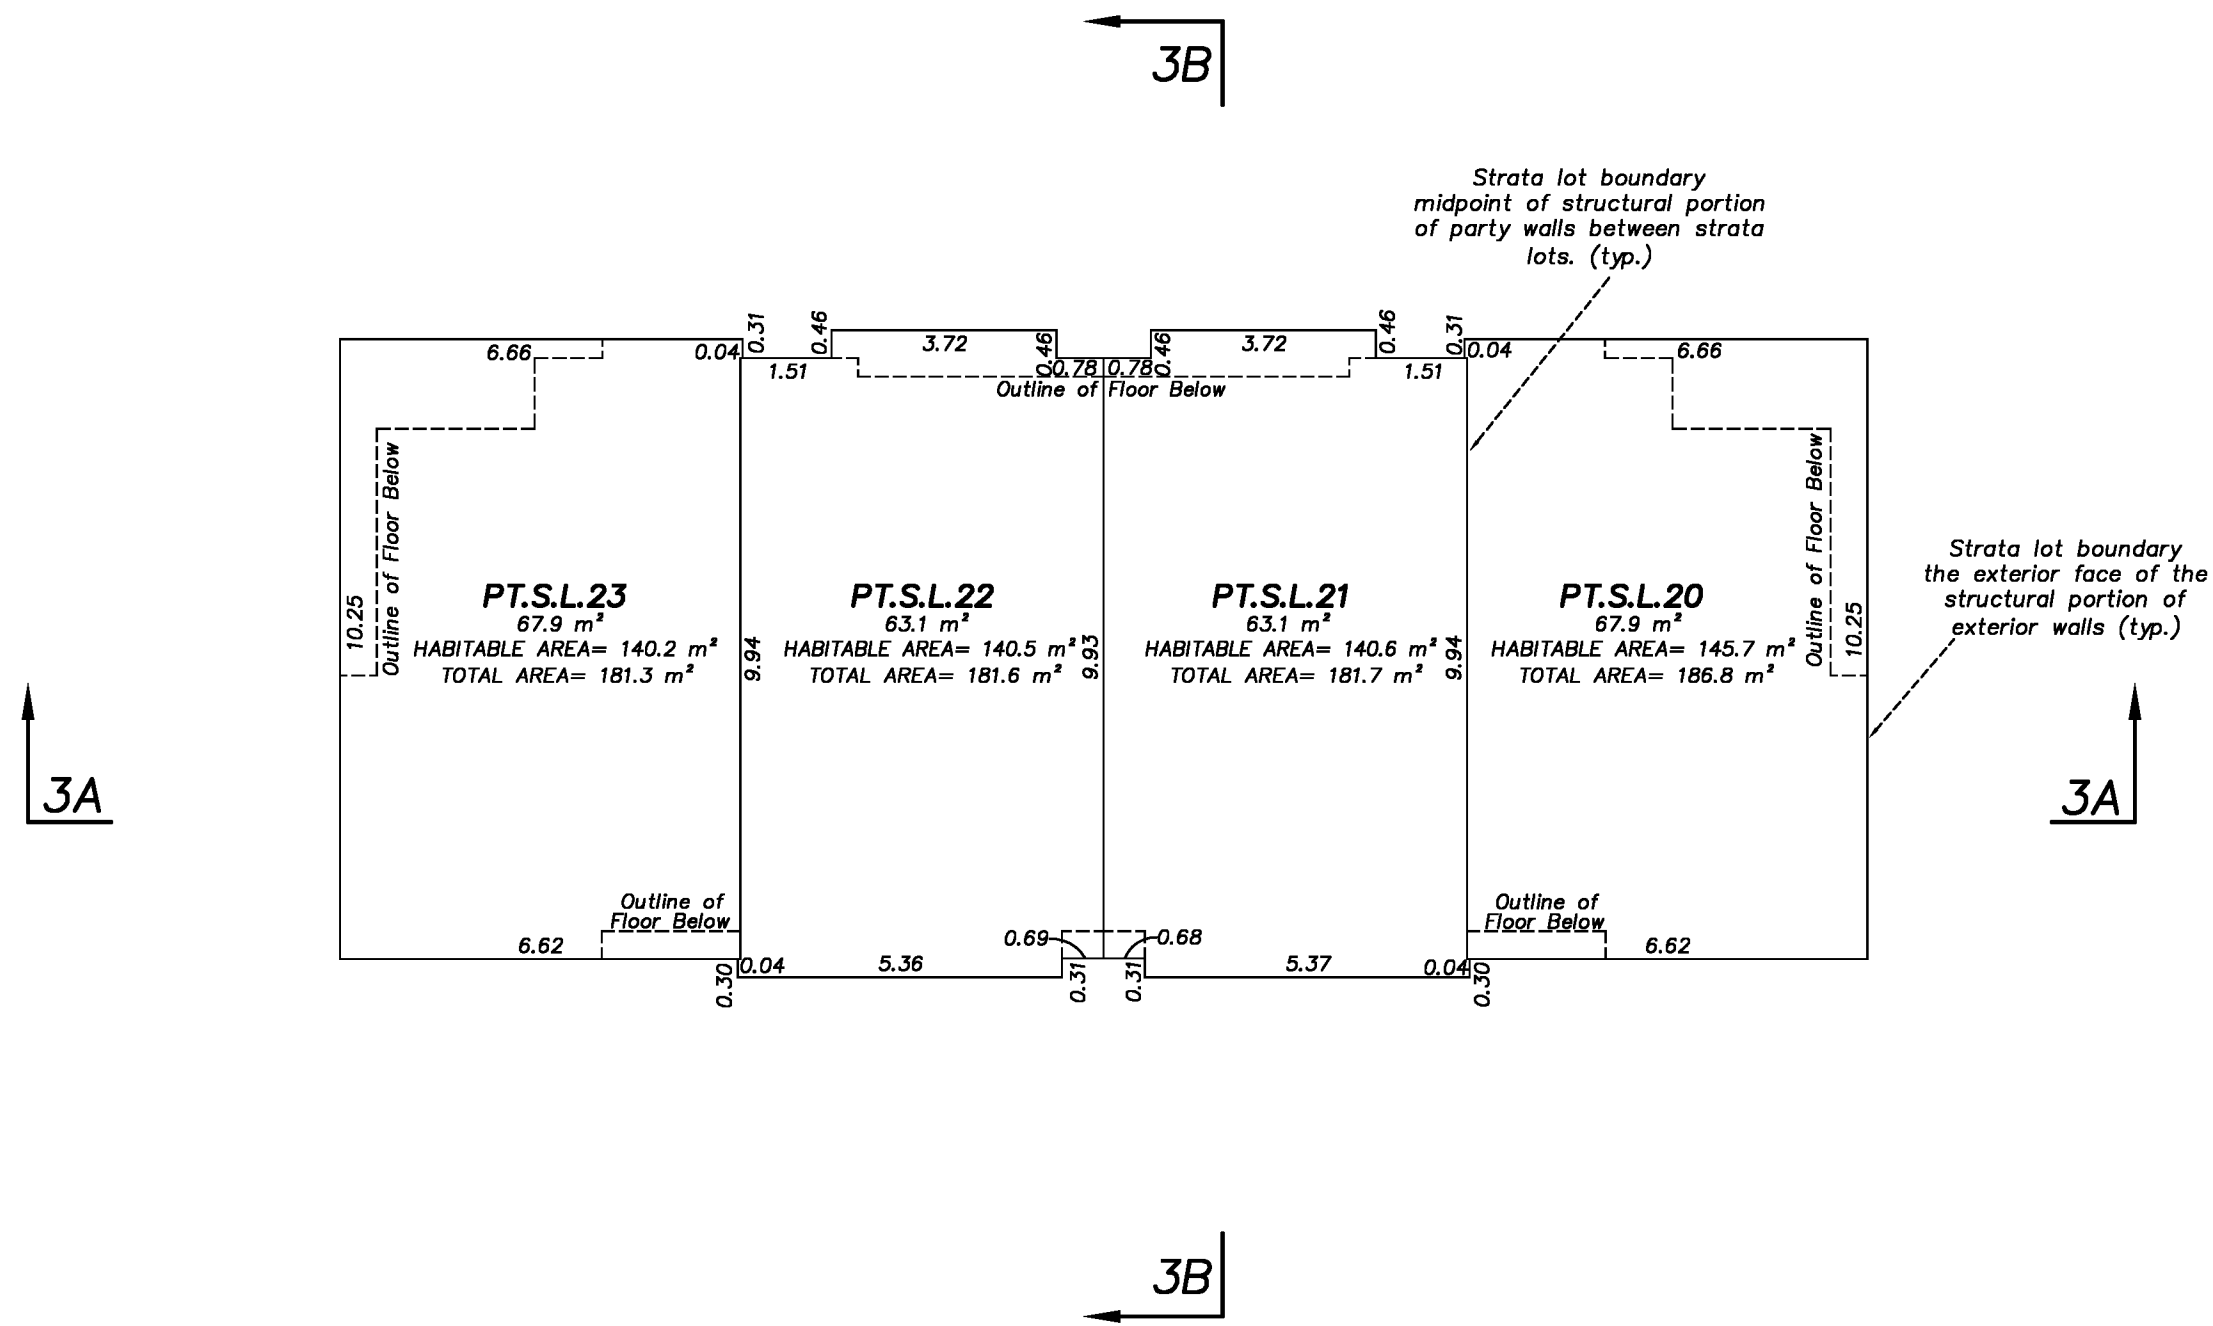 3B
Strata lot boundary
midpoint of structural portion
of party walls between strata
lots. (typ.)
0.31
0.46
3.72
0.46
0.46
3.72
0.46
0.31
6.66
0.04
1.51
0.78
0.78
1.51
0.04
6.66
Outline of Floor Below
Outline of Floor Below
Outline of Floor Below
Strata lot boundary
the exterior face of the
structural portion of
exterior walls (typ.)
10.25
PT.S.L.23
67.9 m²
HABITABLE AREA= 140.2 m²
TOTAL AREA= 181.3 m²
9.94
PT.S.L.22
63.1 m²
HABITABLE AREA= 140.5 m²
TOTAL AREA= 181.6 m²
9.93
PT.S.L.21
63.1 m²
HABITABLE AREA= 140.6 m²
TOTAL AREA= 181.7 m²
9.94
PT.S.L.20
67.9 m²
HABITABLE AREA= 145.7 m²
TOTAL AREA= 186.8 m²
10.25
3A
3A
Outline of
Floor Below
Outline of
Floor Below
6.62
0.69
0.68
6.62
0.30
0.04
5.36
0.31
0.31
5.37
0.04
0.30
3B